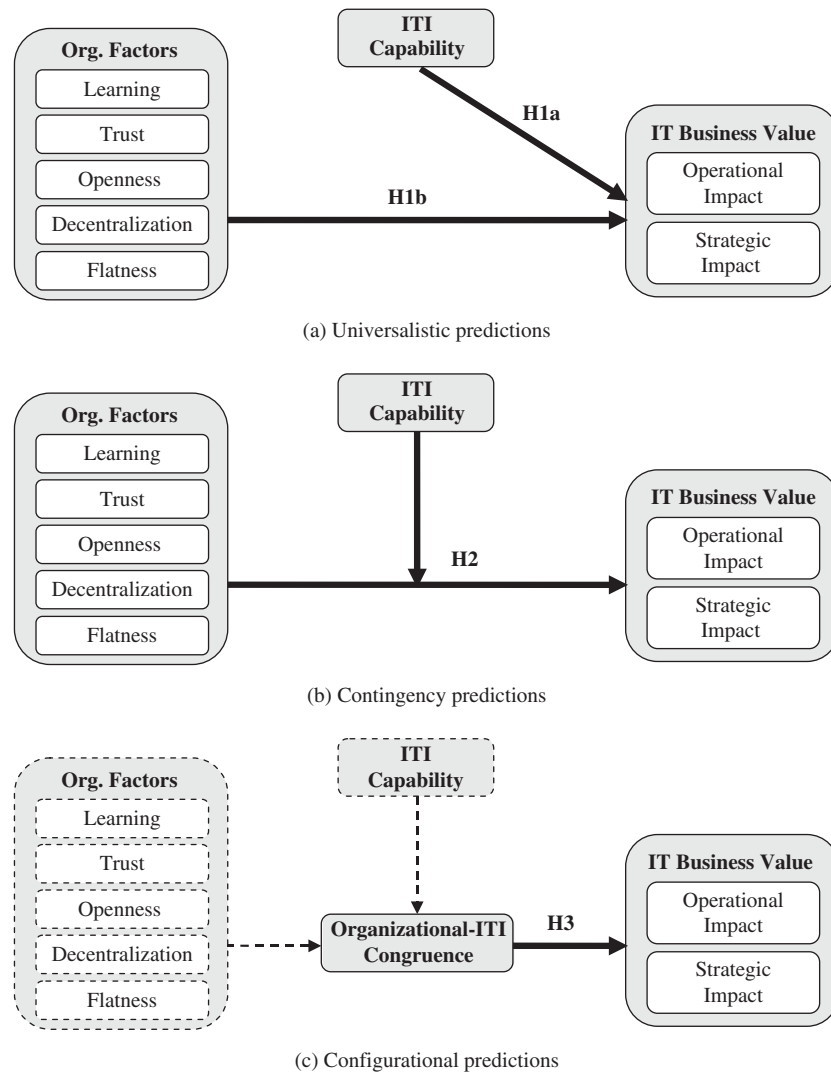 ITI
Capability
Org. Factors
Learning
Trust
Openness
Decentralization
Flatness
H1a
H1b
IT Business Value
Operational
Impact
Strategic
Impact
(a) Universalistic predictions
ITI
Capability
Org. Factors
Learning
Trust
Openness
Decentralization
Flatness
H2
IT Business Value
Operational
Impact
Strategic
Impact
(b) Contingency predictions
ITI
Capability
Org. Factors
Learning
Trust
Openness
Decentralization
Flatness
Organizational-ITI
Congruence
H3
IT Business Value
Operational
Impact
Strategic
Impact
(c) Configurational predictions